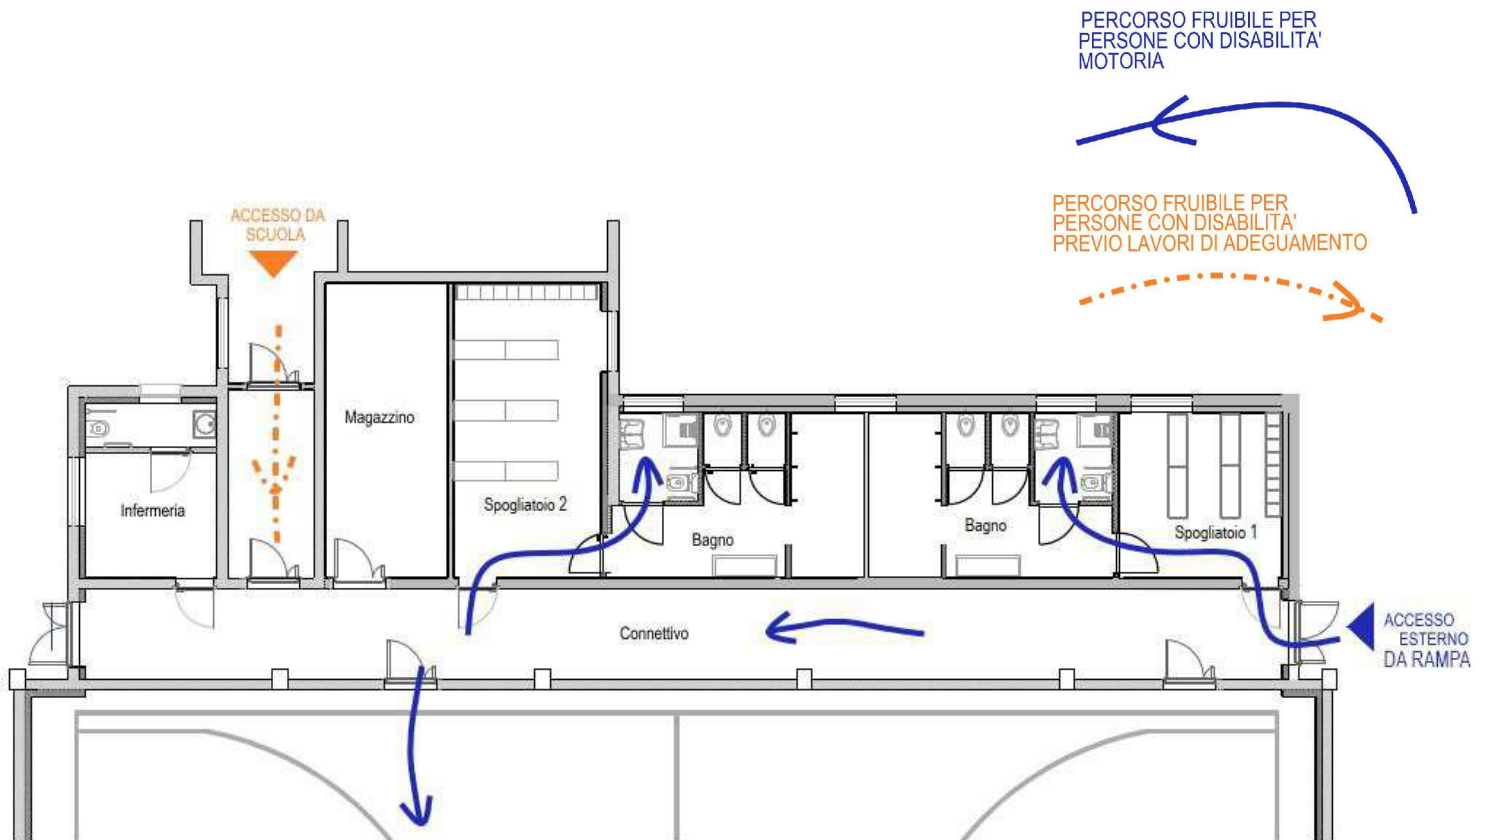 PERCORSO FRUIBILE PER
PERSONE CON DISABILITA'
MOTORIA
PERCORSO FRUIBILE PER
PERSONE CON DISABILITA'
PREVIO LAVORI DI ADEGUAMENTO
ACCESSO DA
SCUOLA
Magazzino
Spogliatoio 2
Infermeria
Bagno
Bagno
Spogliatoio 1
Connettivo
ACCESSO
ESTERNO
DA RAMPA